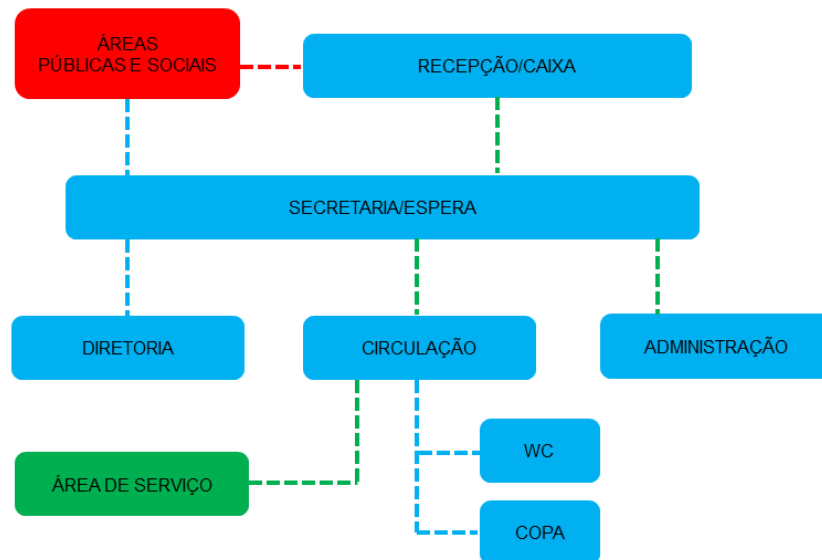 ÁREAS
PÚBLICAS E SOCIAIS
RECEPÇÃO/CAIXA
SECRETARIA/ESPERA
DIRETORIA
CIRCULAÇÃO
ADMINISTRAÇÃO
WC
ÁREA DE SERVIÇO
COPA